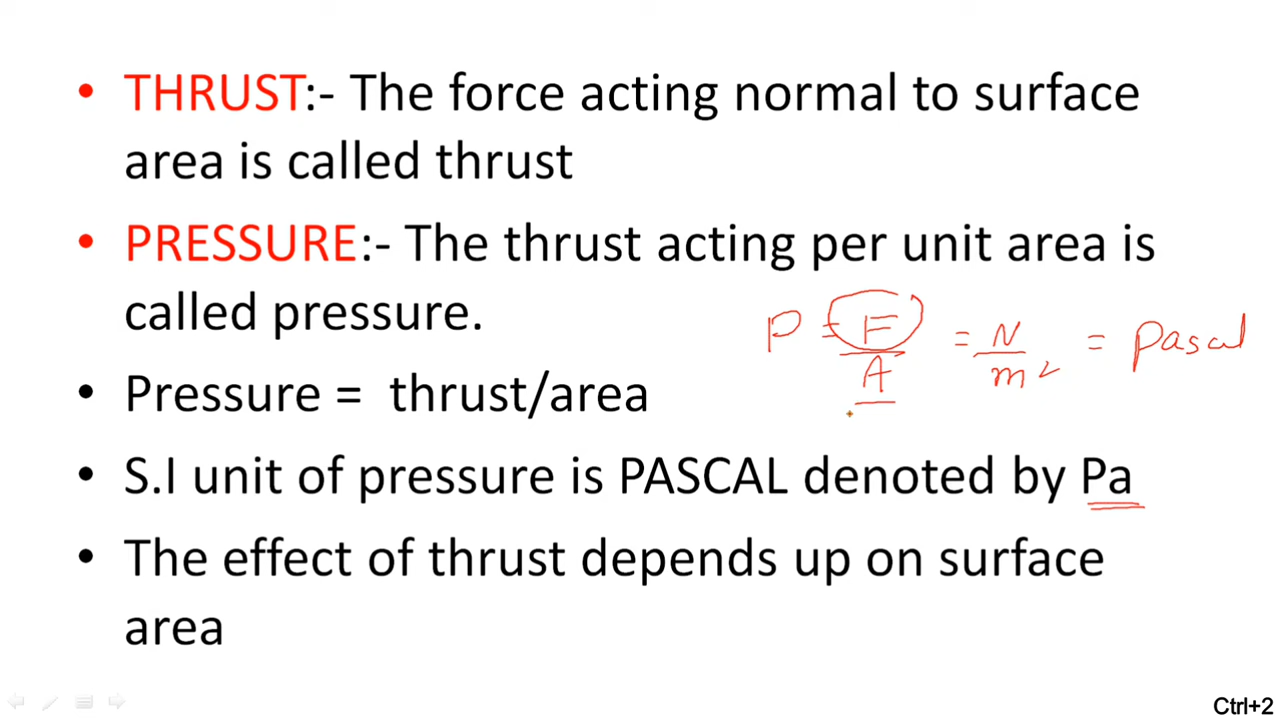 • THRUST:- The force acting normal to surface
area is called thrust
• PRESSURE:- The thrust acting per unit area is
called pressure.
P = F/A = N/m² = pascal
• Pressure = thrust/area
• S.I unit of pressure is PASCAL denoted by Pa
• The effect of thrust depends up on surface
area
Ctrl+2